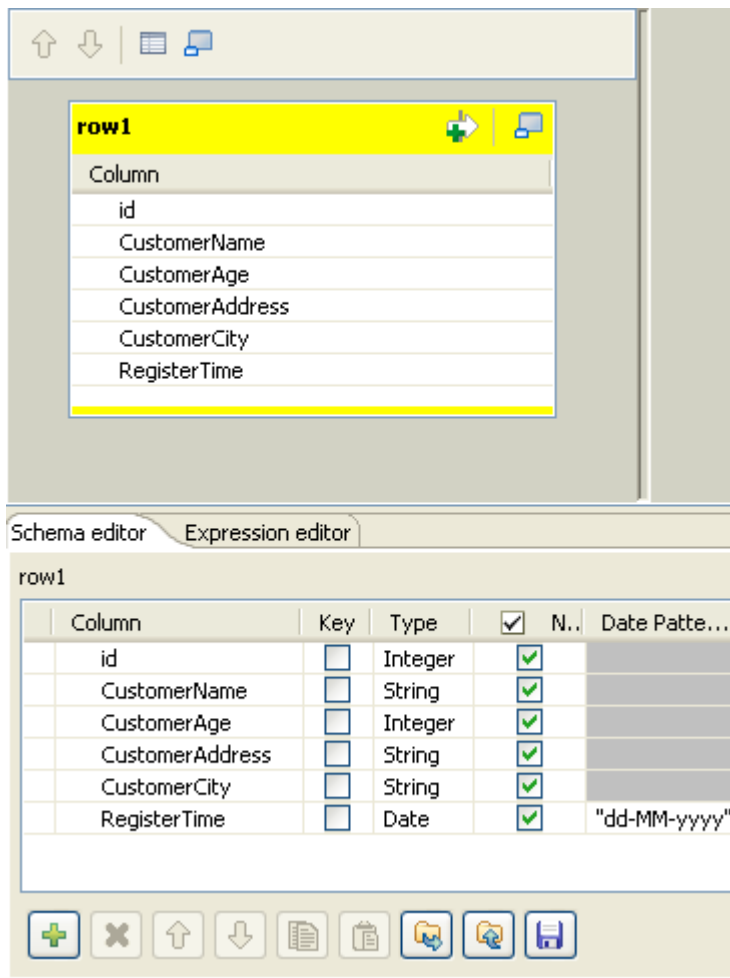 row1
Column
id
CustomerName
CustomerAge
CustomerAddress
CustomerCity
RegisterTime
Schema editor Expression editor
row1
Column Key Type N.. Date Patte...
id Integer
CustomerName String
CustomerAge Integer
CustomerAddress String
CustomerCity String
RegisterTime Date "dd-MM-yyyy"